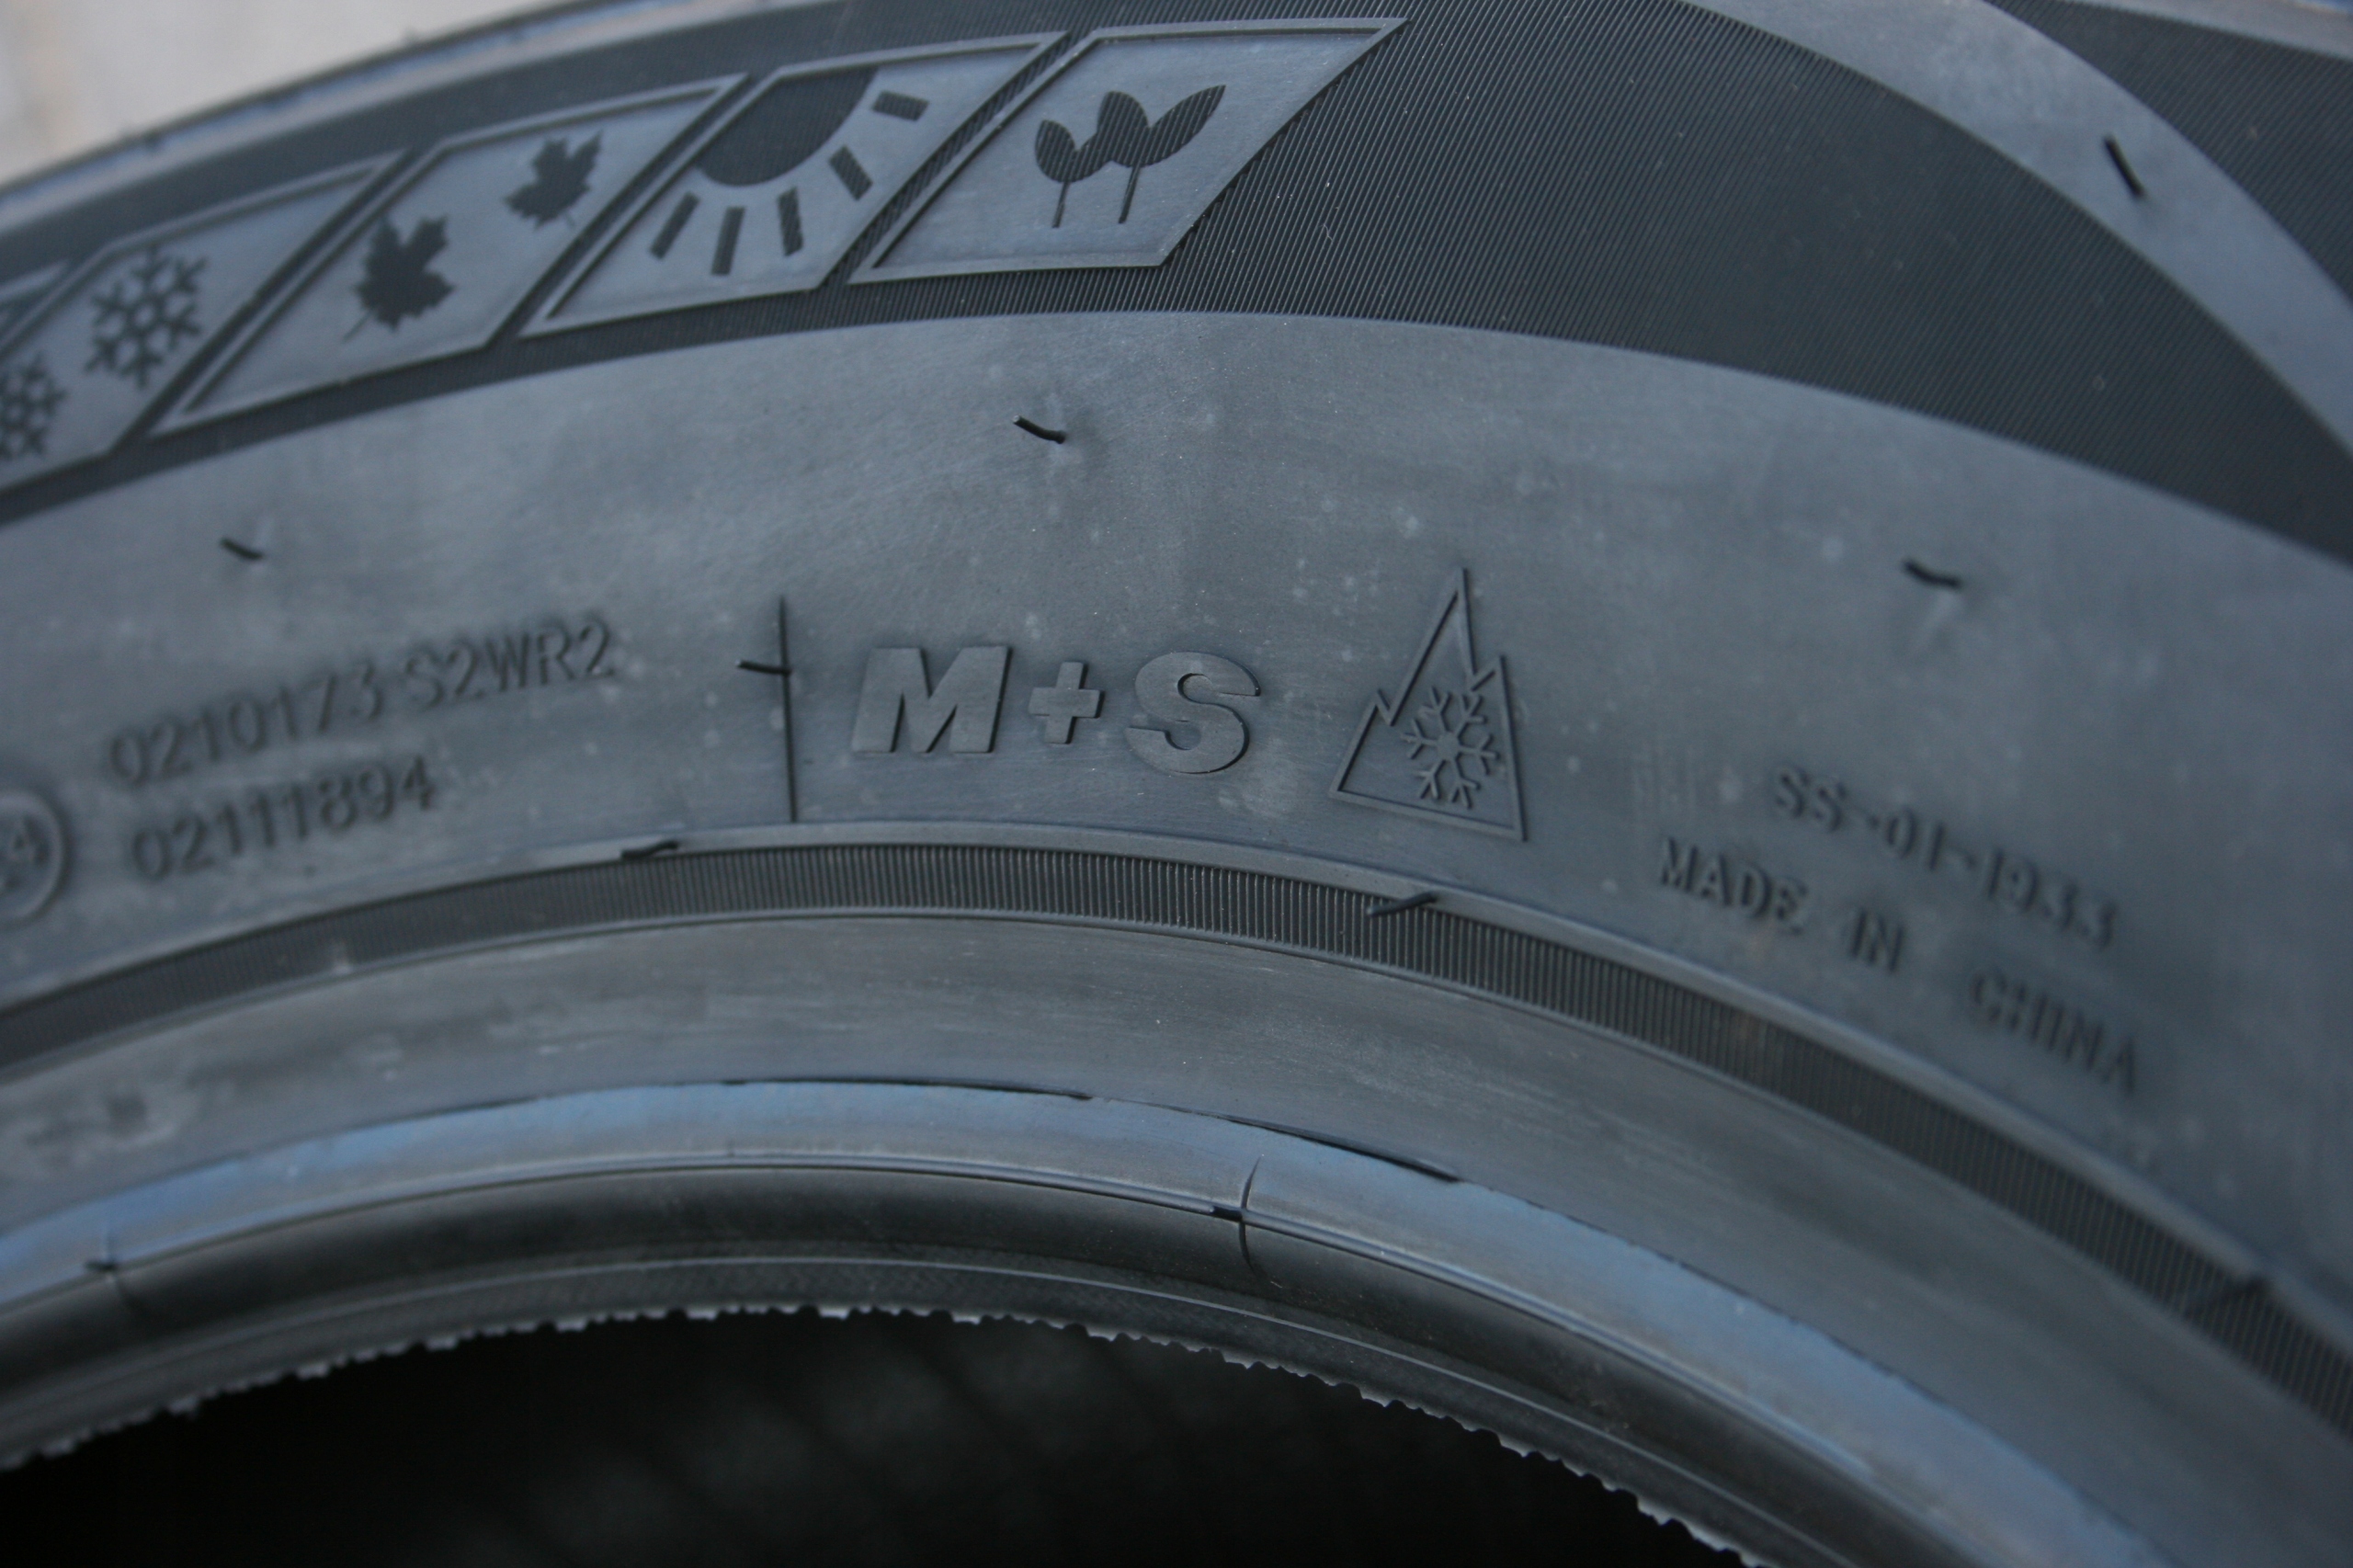 0210173 S2WR2
02111894
M+S
SS-01-1933
MADE IN CHINA